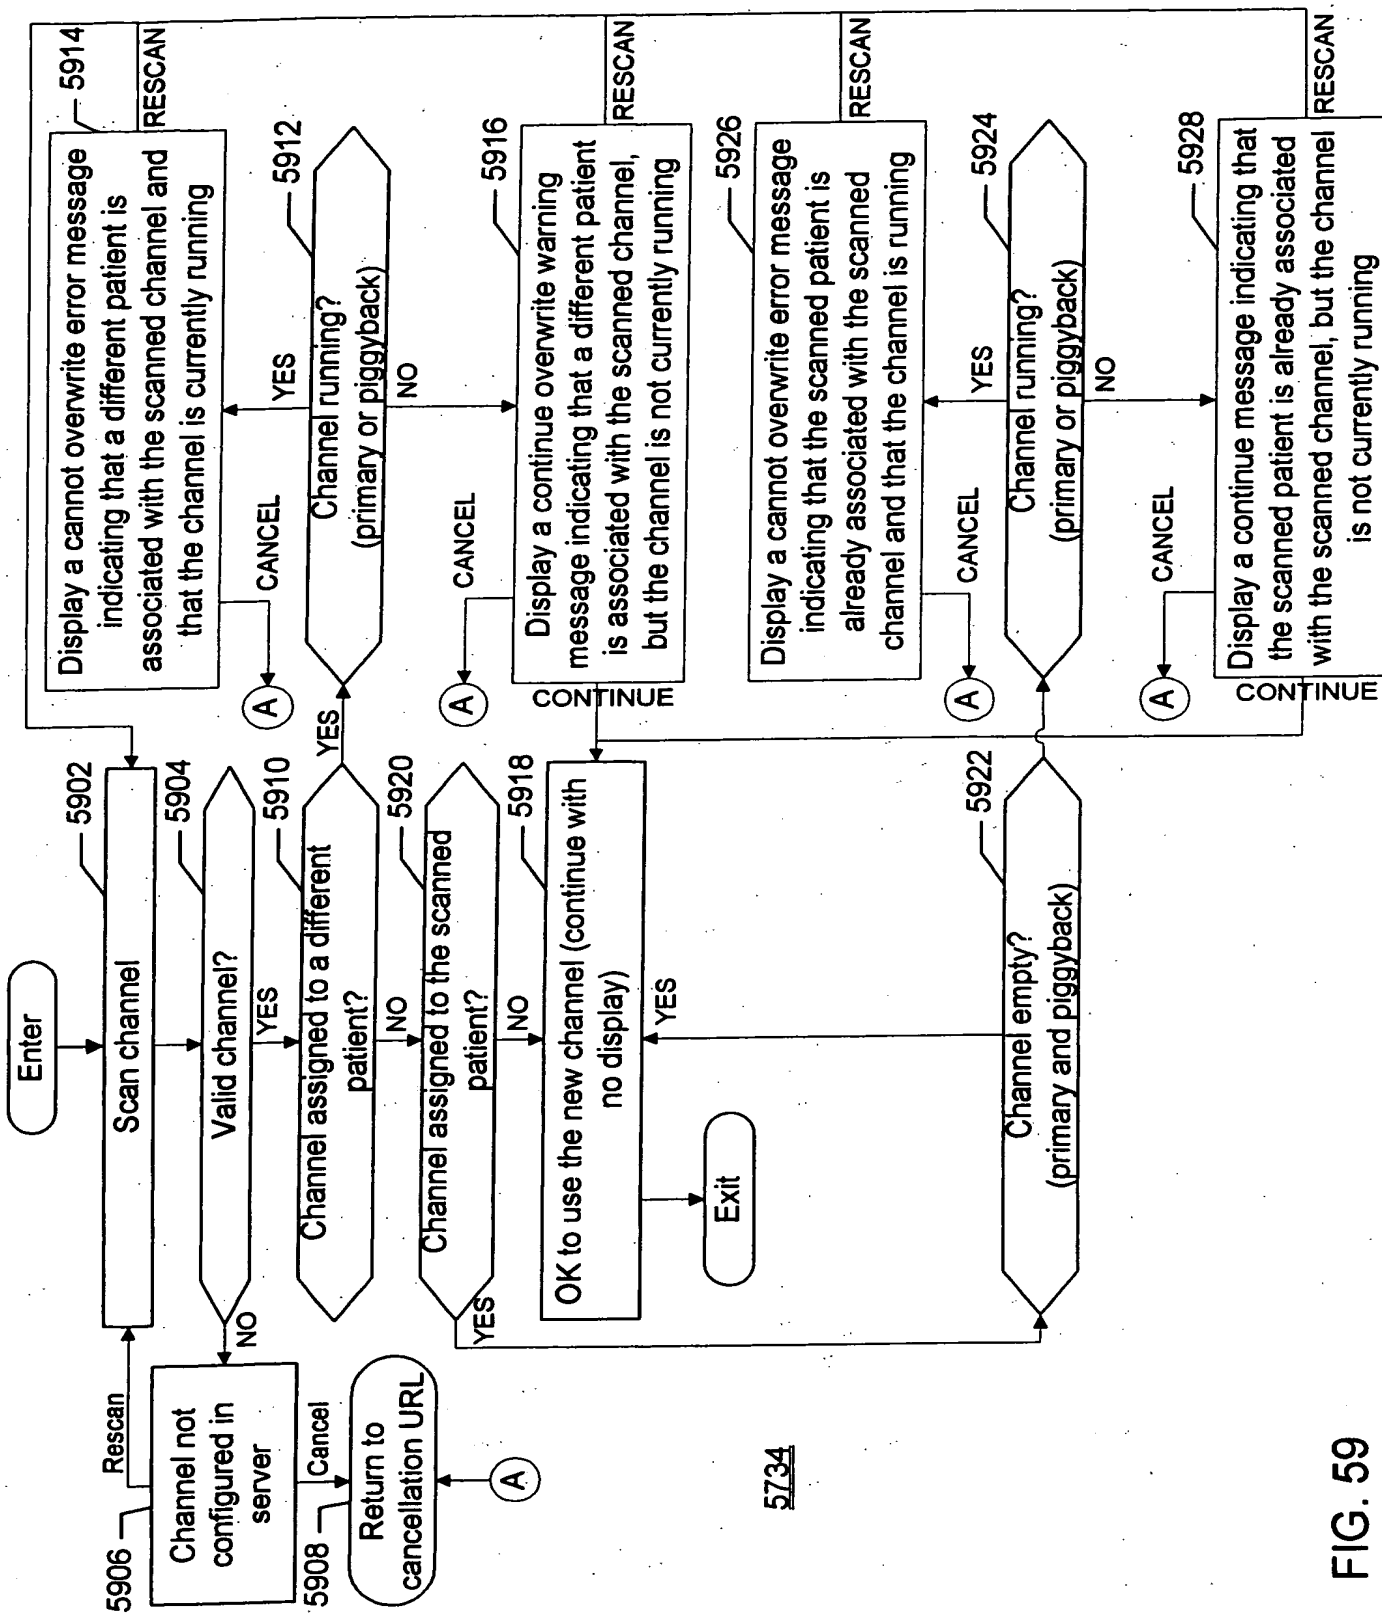 Enter
5902
Scan channel
5904
Valid channel?
YES
NO
Rescan
5906
Channel not
configured in
server
Cancel
5908
Return to
cancellation URL
A
5910
Channel assigned to a different
patient?
YES
NO
5920
Channel assigned to the scanned
patient?
YES
NO
5918
OK to use the new channel (continue with
no display)
YES
Exit
5922
Channel empty?
(primary and piggyback)
5914
Display a cannot overwrite error message
indicating that a different patient is
associated with the scanned channel and
that the channel is currently running
RESCAN
CANCEL
A
YES
5912
Channel running?
(primary or piggyback)
NO
CANCEL
A
5916
Display a continue overwrite warning
message indicating that a different patient
is associated with the scanned channel,
but the channel is not currently running
RESCAN
CONTINUE
5926
Display a cannot overwrite error message
indicating that the scanned patient is
already associated with the scanned
channel and that the channel is running
RESCAN
CANCEL
A
YES
5924
Channel running?
(primary or piggyback)
NO
CANCEL
A
5928
Display a continue message indicating that
the scanned patient is already associated
with the scanned channel, but the channel
is not currently running
RESCAN
CONTINUE
5734
FIG. 59